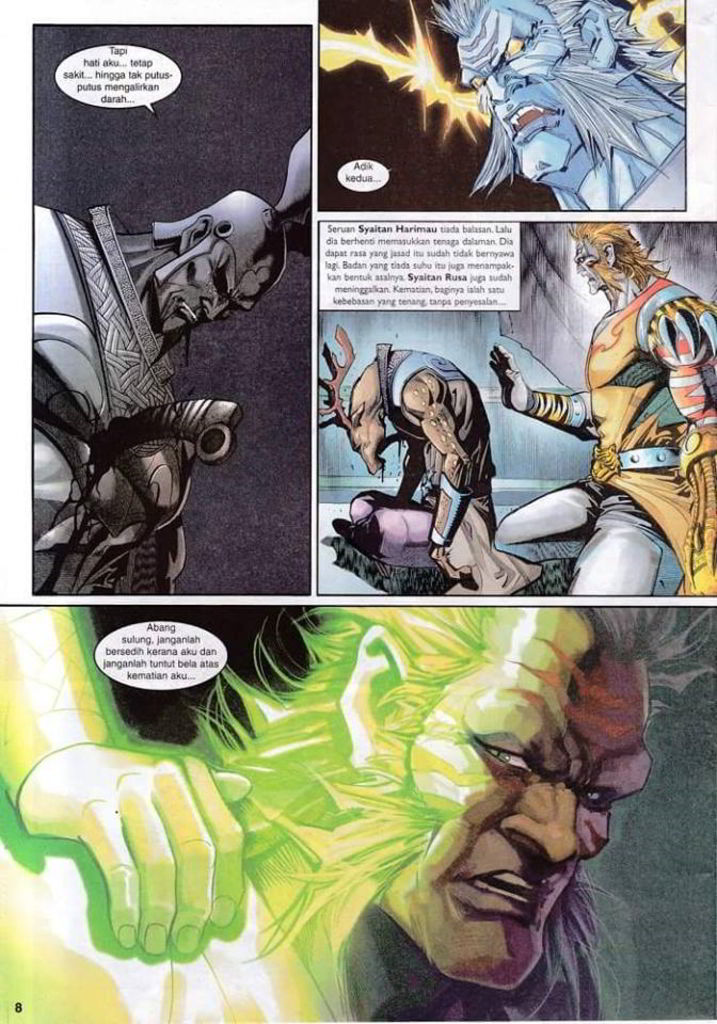 Tapi
hati aku... tetap
sakit... hingga tak putus-
putus mengalirkan
darah...
Adik
kedua...
Seruan Syaitan Harimau tiada balasan. Lalu
dia berhenti memasukkan tenaga dalaman. Dia
dapat rasa yang jasad itu sudah tidak bernyawa
lagi. Badan yang tiada suhu itu juga menampak-
kan bentuk asalnya. Syaitan Rusa juga sudah
meninggalkan. Kematian, baginya ialah satu
kebebasan yang tenang, tanpa penyesalan....
Abang
sulung, janganlah
bersedih kerana aku dan
janganlah tuntut bela atas
kematian aku...
8